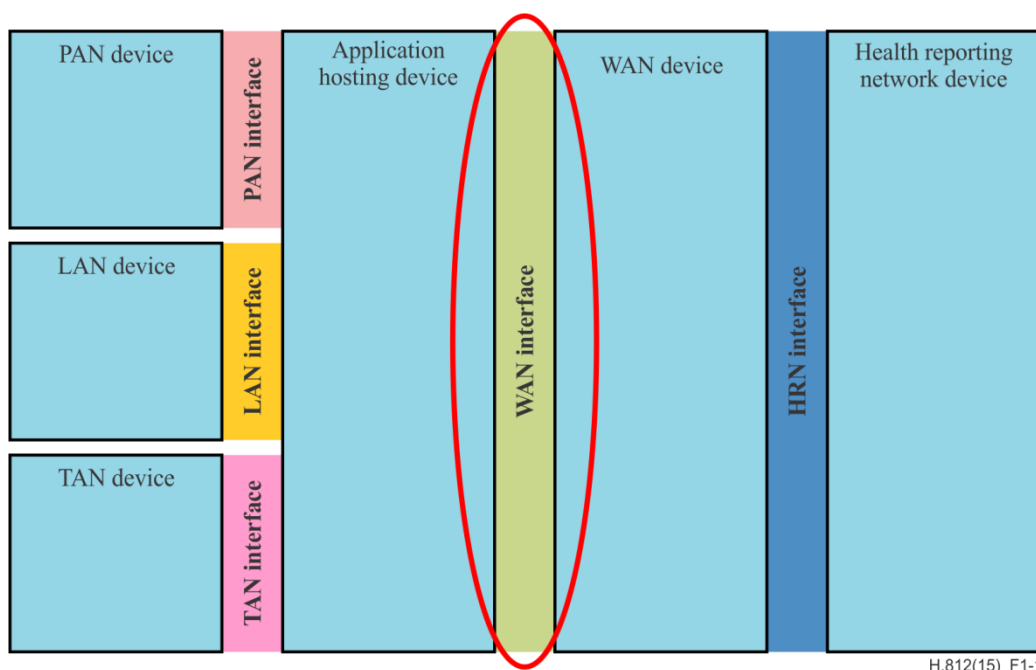 PAN device
PAN interface
Application
hosting device
WAN interface
WAN device
HRN interface
Health reporting
network device
LAN device
LAN interface
TAN device
TAN interface
H.812(15)_F1-